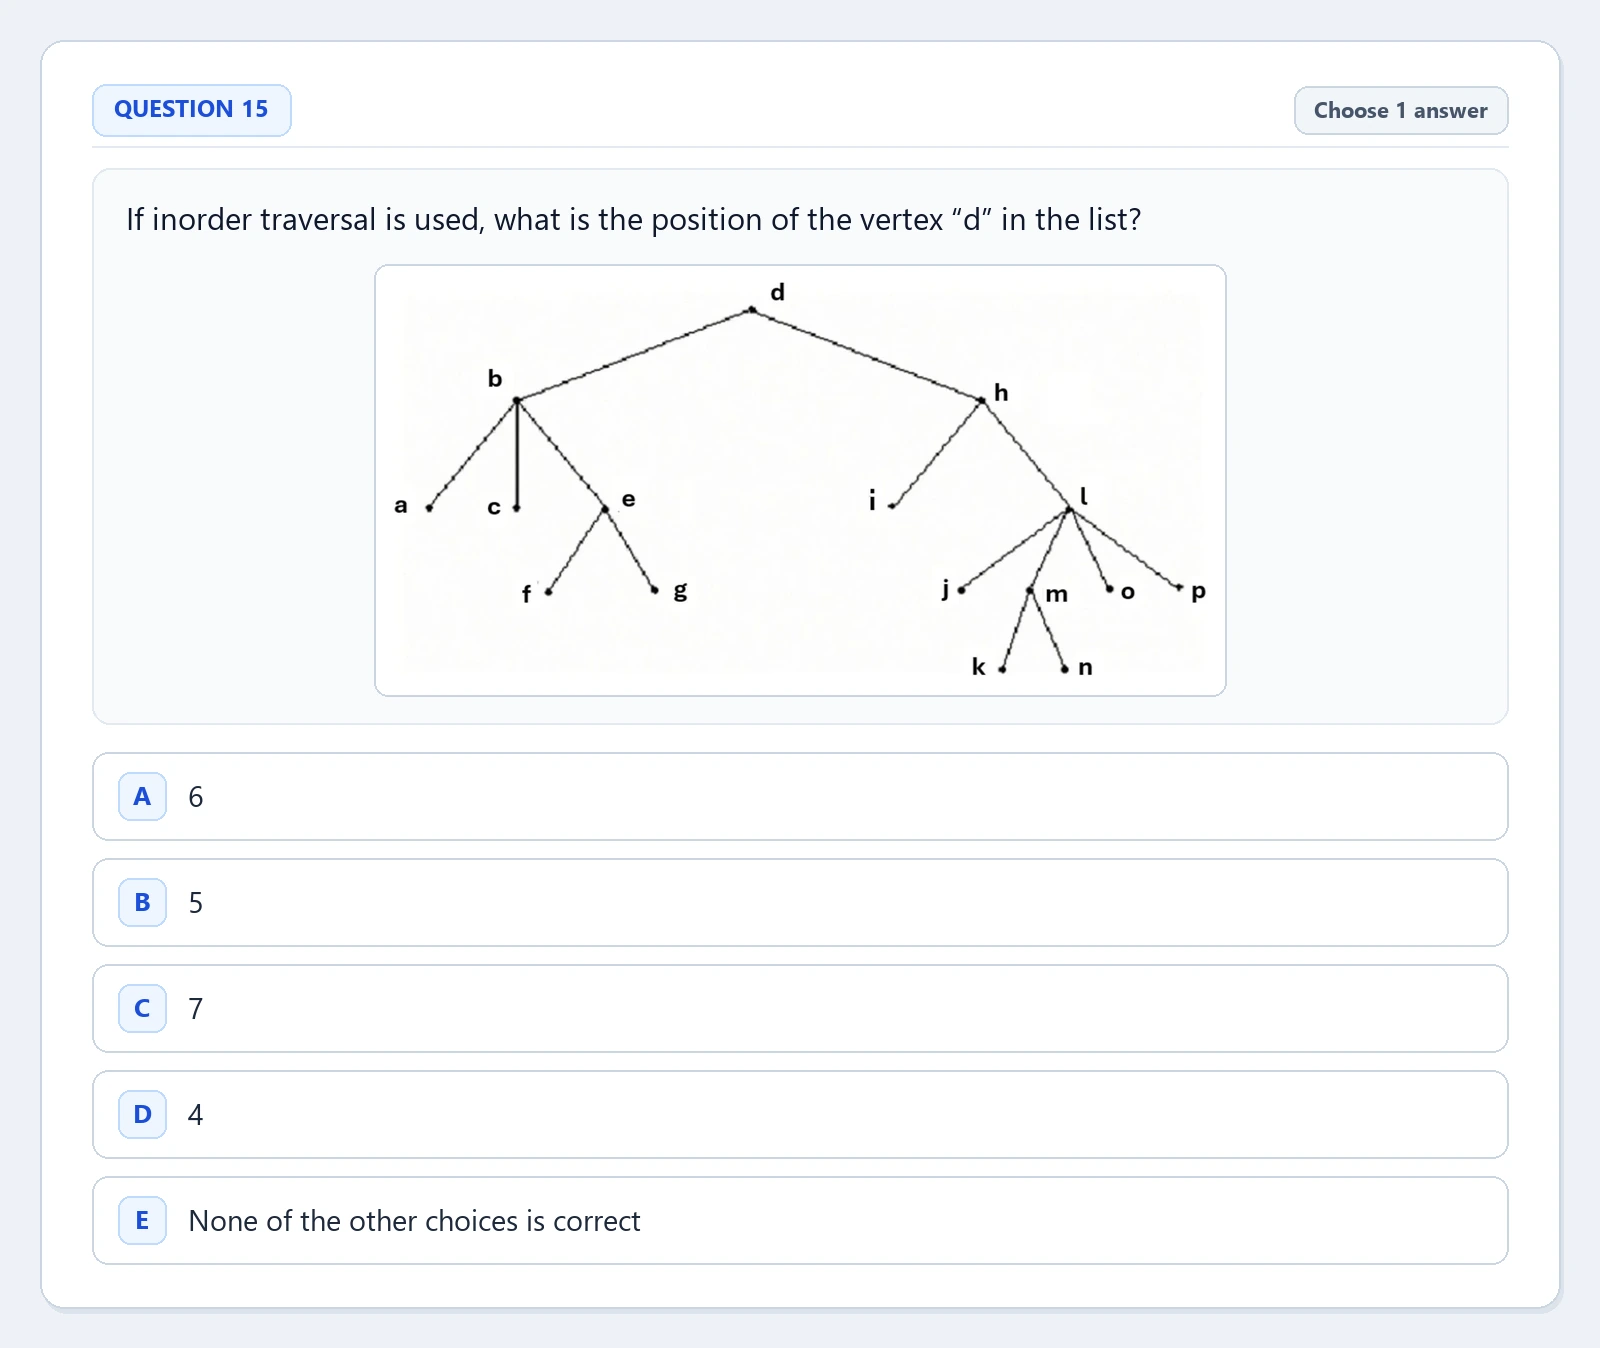 QUESTION 15
Choose 1 answer
If inorder traversal is used, what is the position of the vertex “d” in the list?
d
b
h
a
c
e
i
l
f
g
j
m
o
p
k
n
A 6
B 5
C 7
D 4
E None of the other choices is correct